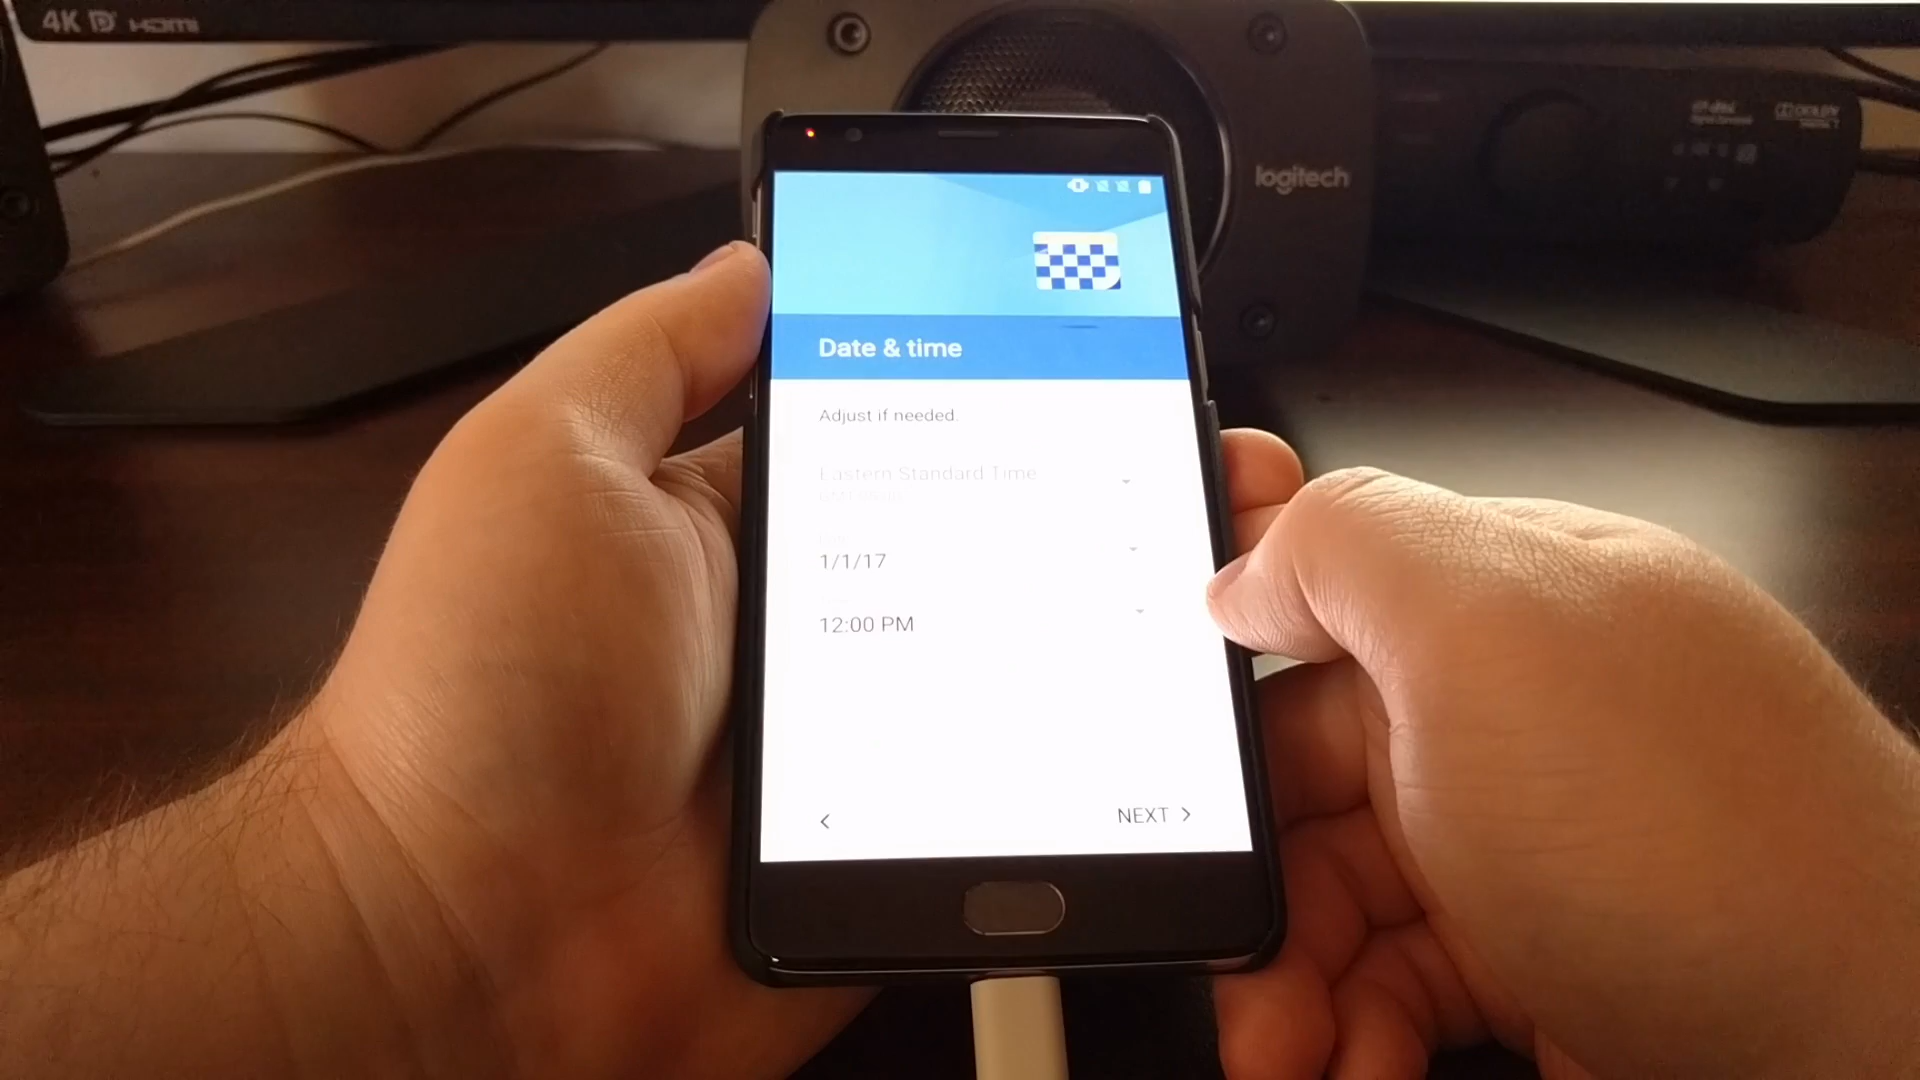 4K HDMI
logitech
Date & time
Adjust if needed.
Eastern Standard Time
1/1/17
12:00 PM
NEXT